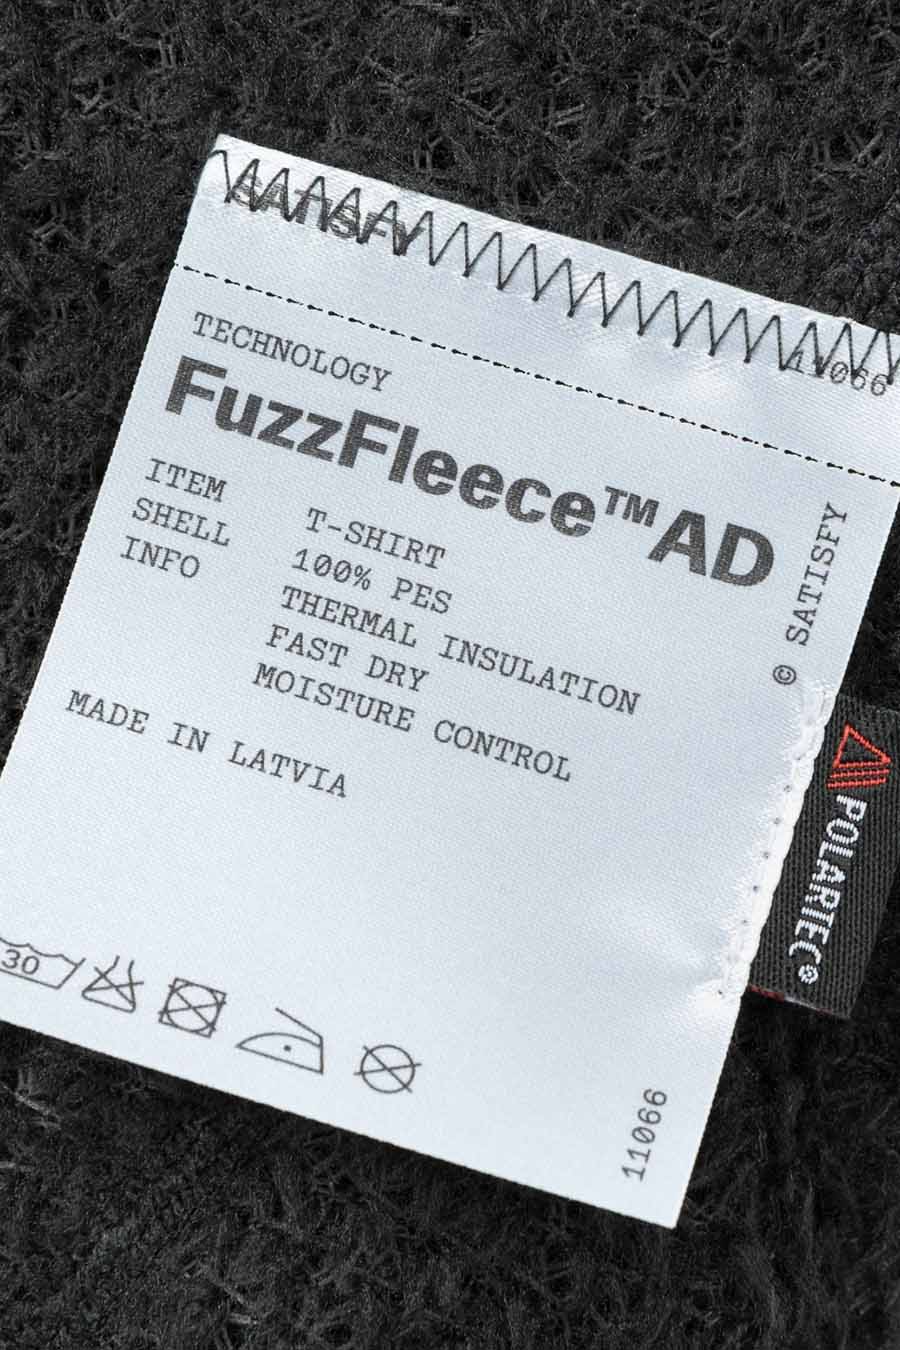 SATISFY
11066
TECHNOLOGY
FuzzFleece™AD
ITEM T-SHIRT
SHELL 100% PES
INFO THERMAL INSULATION
FAST DRY
MOISTURE CONTROL
MADE IN LATVIA
© SATISFY
POLARTEC®
30
11066